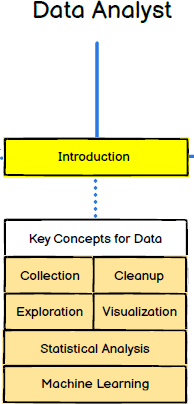 Data Analyst
Introduction
Key Concepts for Data
Collection
Cleanup
Exploration
Visualization
Statistical Analysis
Machine Learning